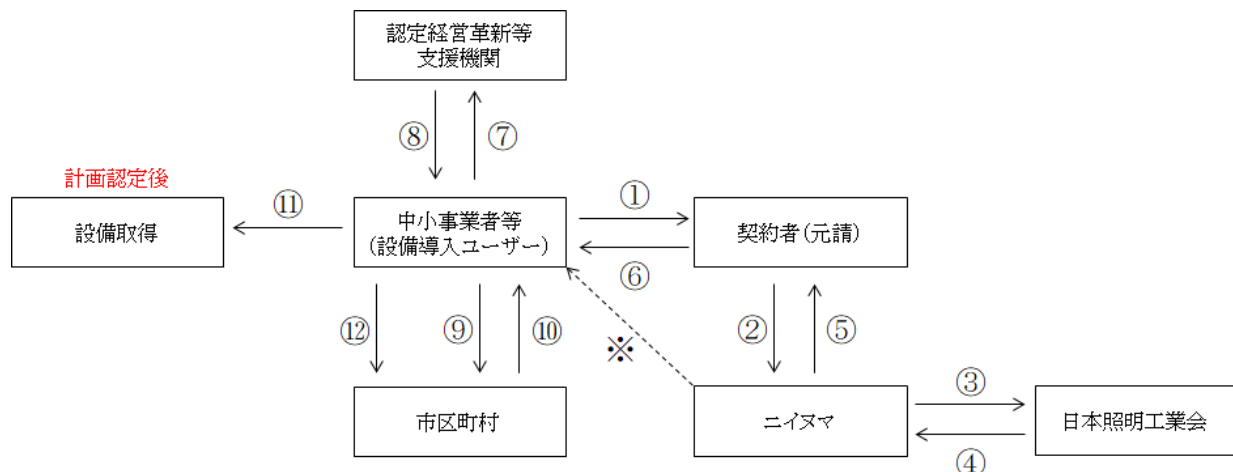 認定経営革新等
支援機関
⑧
⑦
計画認定後
設備取得
⑪
中小事業者等
(設備導入ユーザー)
①
⑥
契約者(元請)
⑫
⑨
⑩
※
②
⑤
市区町村
ニイヌマ
③
④
日本照明工業会